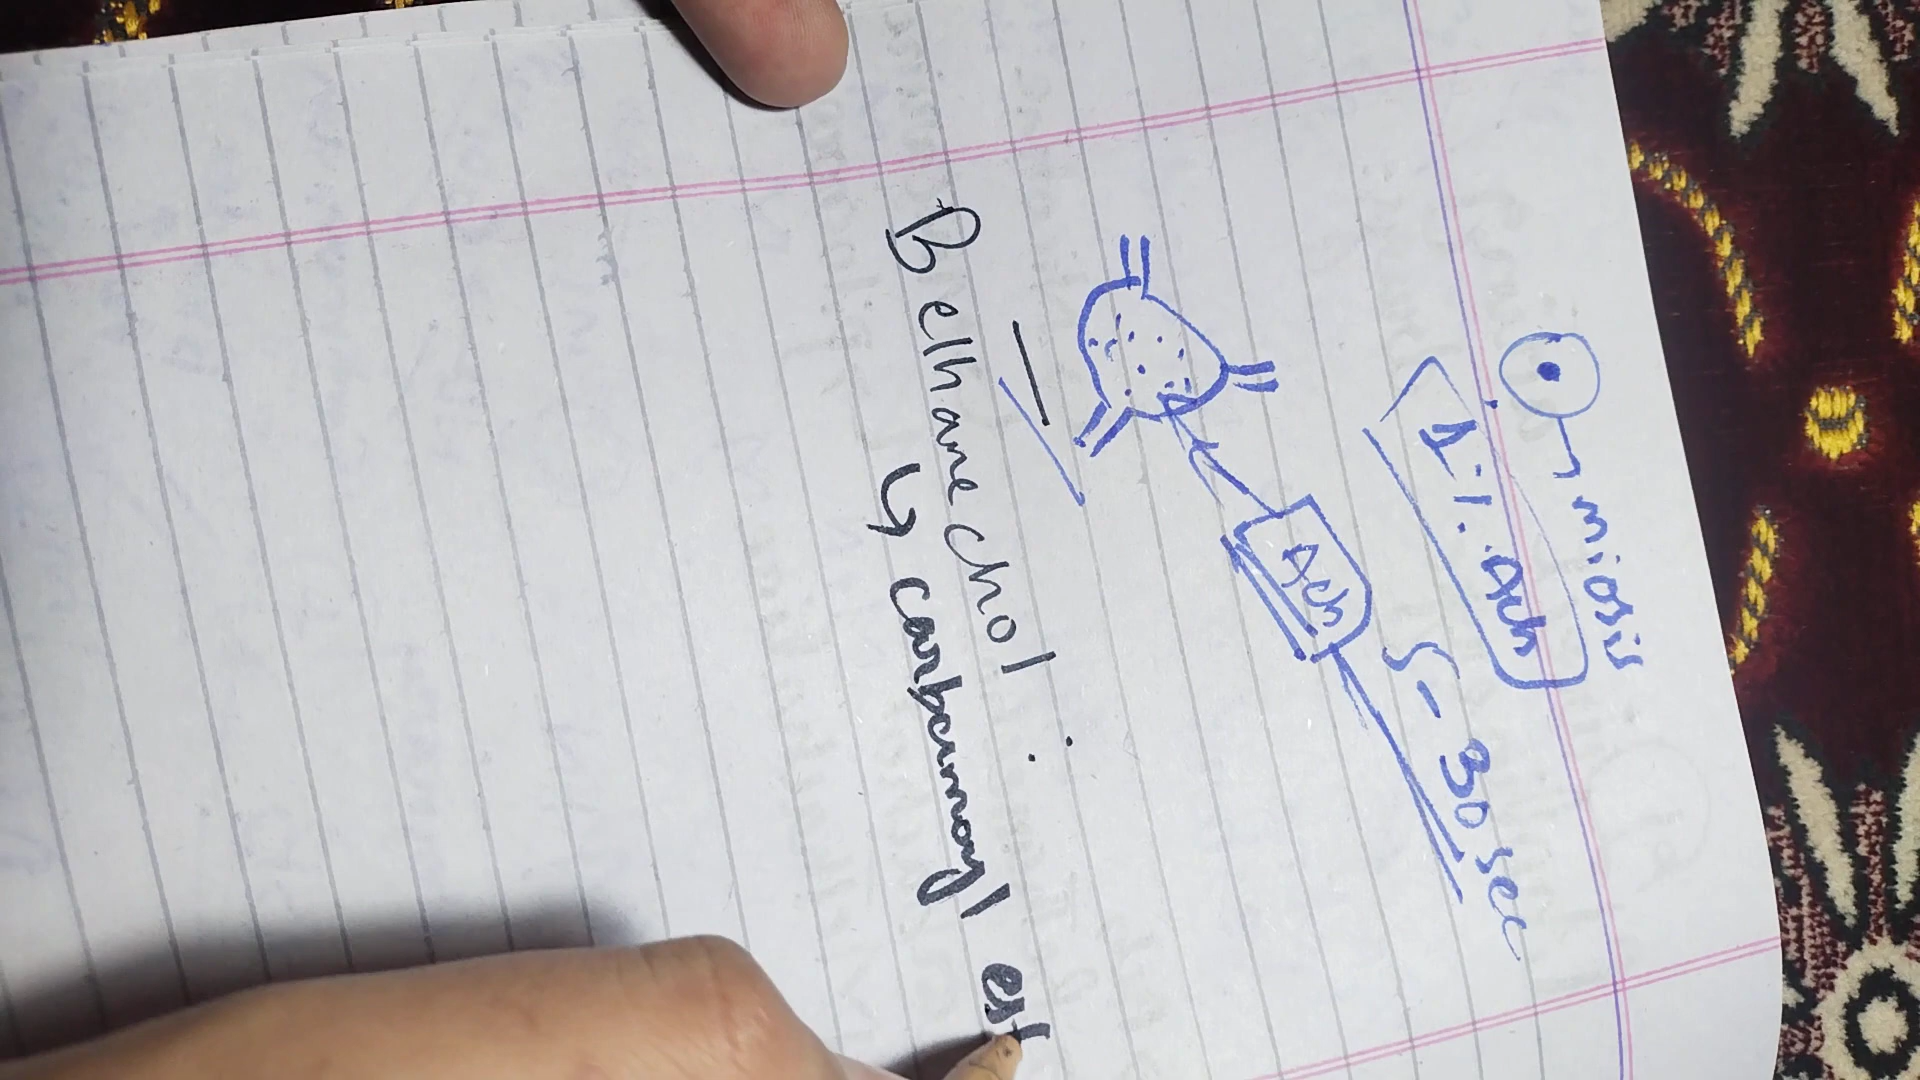 miosis
1%. Ach
5-30 sec
Ach
Bethanechol
↳ carbamoyl est